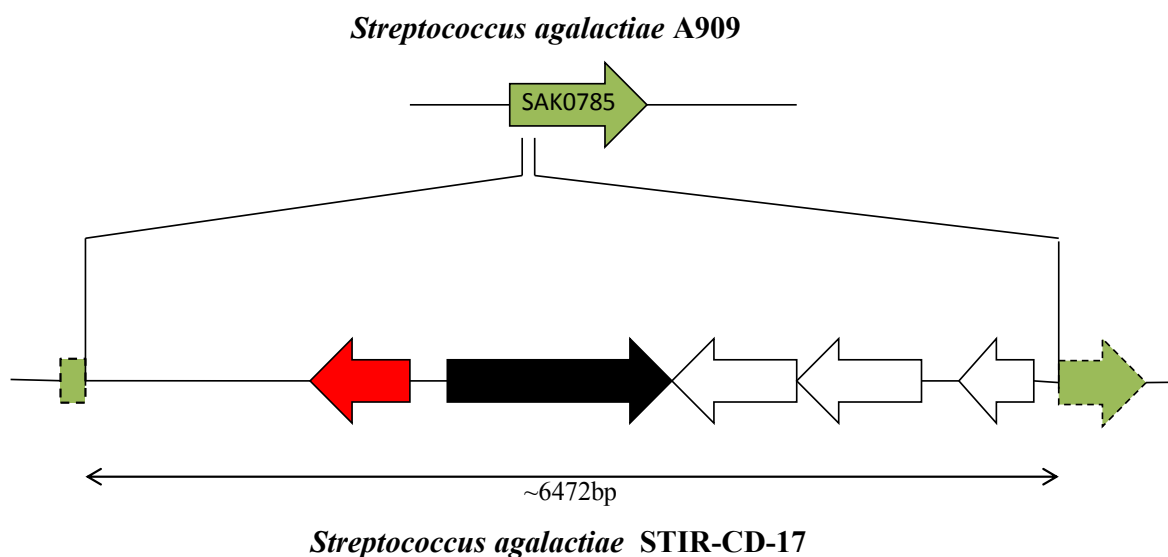 Streptococcus agalactiae A909
SAK0785
~6472bp
Streptococcus agalactiae STIR-CD-17